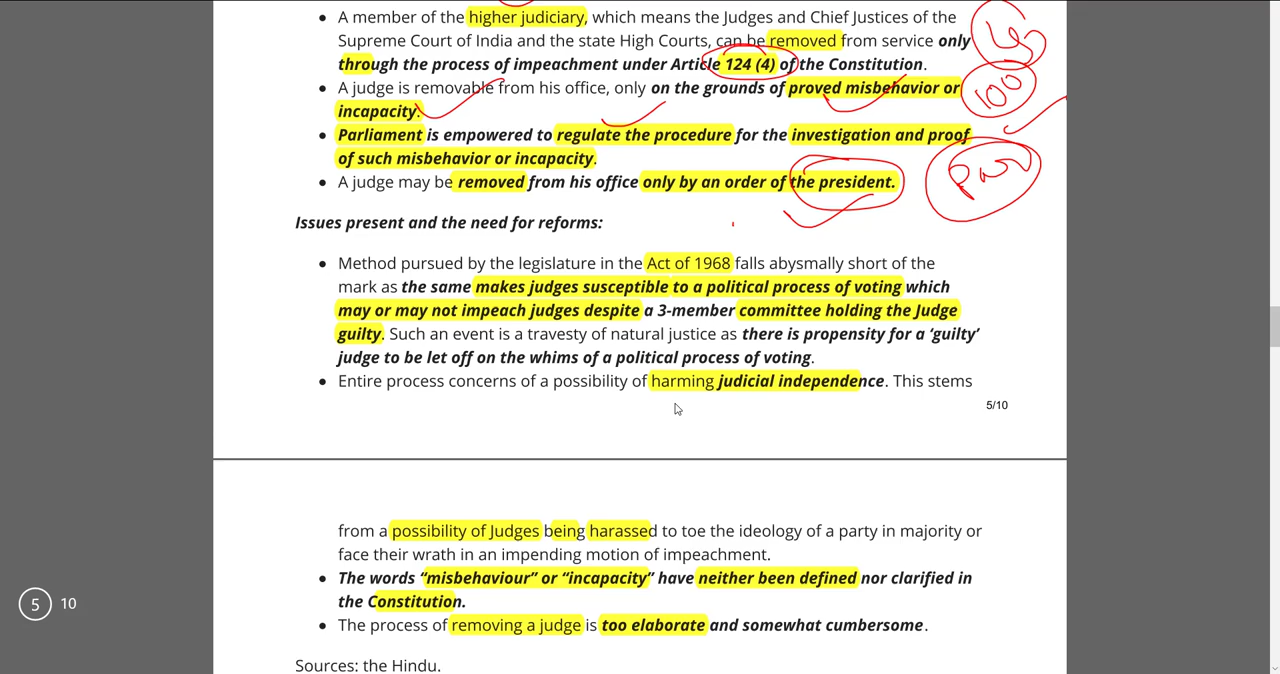 • A member of the higher judiciary, which means the Judges and Chief Justices of the
Supreme Court of India and the state High Courts, can be removed from service only
through the process of impeachment under Article 124 (4) of the Constitution.
• A judge is removable from his office, only on the grounds of proved misbehavior or
100
incapacity.
• Parliament is empowered to regulate the procedure for the investigation and proof
of such misbehavior or incapacity.
• A judge may be removed from his office only by an order of the president.
Issues present and the need for reforms:
• Method pursued by the legislature in the Act of 1968 falls abysmally short of the
mark as the same makes judges susceptible to a political process of voting which
may or may not impeach judges despite a 3-member committee holding the Judge
guilty. Such an event is a travesty of natural justice as there is propensity for a ‘guilty’
judge to be let off on the whims of a political process of voting.
• Entire process concerns of a possibility of harming judicial independence. This stems
5/10
from a possibility of Judges being harassed to toe the ideology of a party in majority or
face their wrath in an impending motion of impeachment.
• The words “misbehaviour” or “incapacity” have neither been defined nor clarified in
the Constitution.
5 10
• The process of removing a judge is too elaborate and somewhat cumbersome.
Sources: the Hindu.